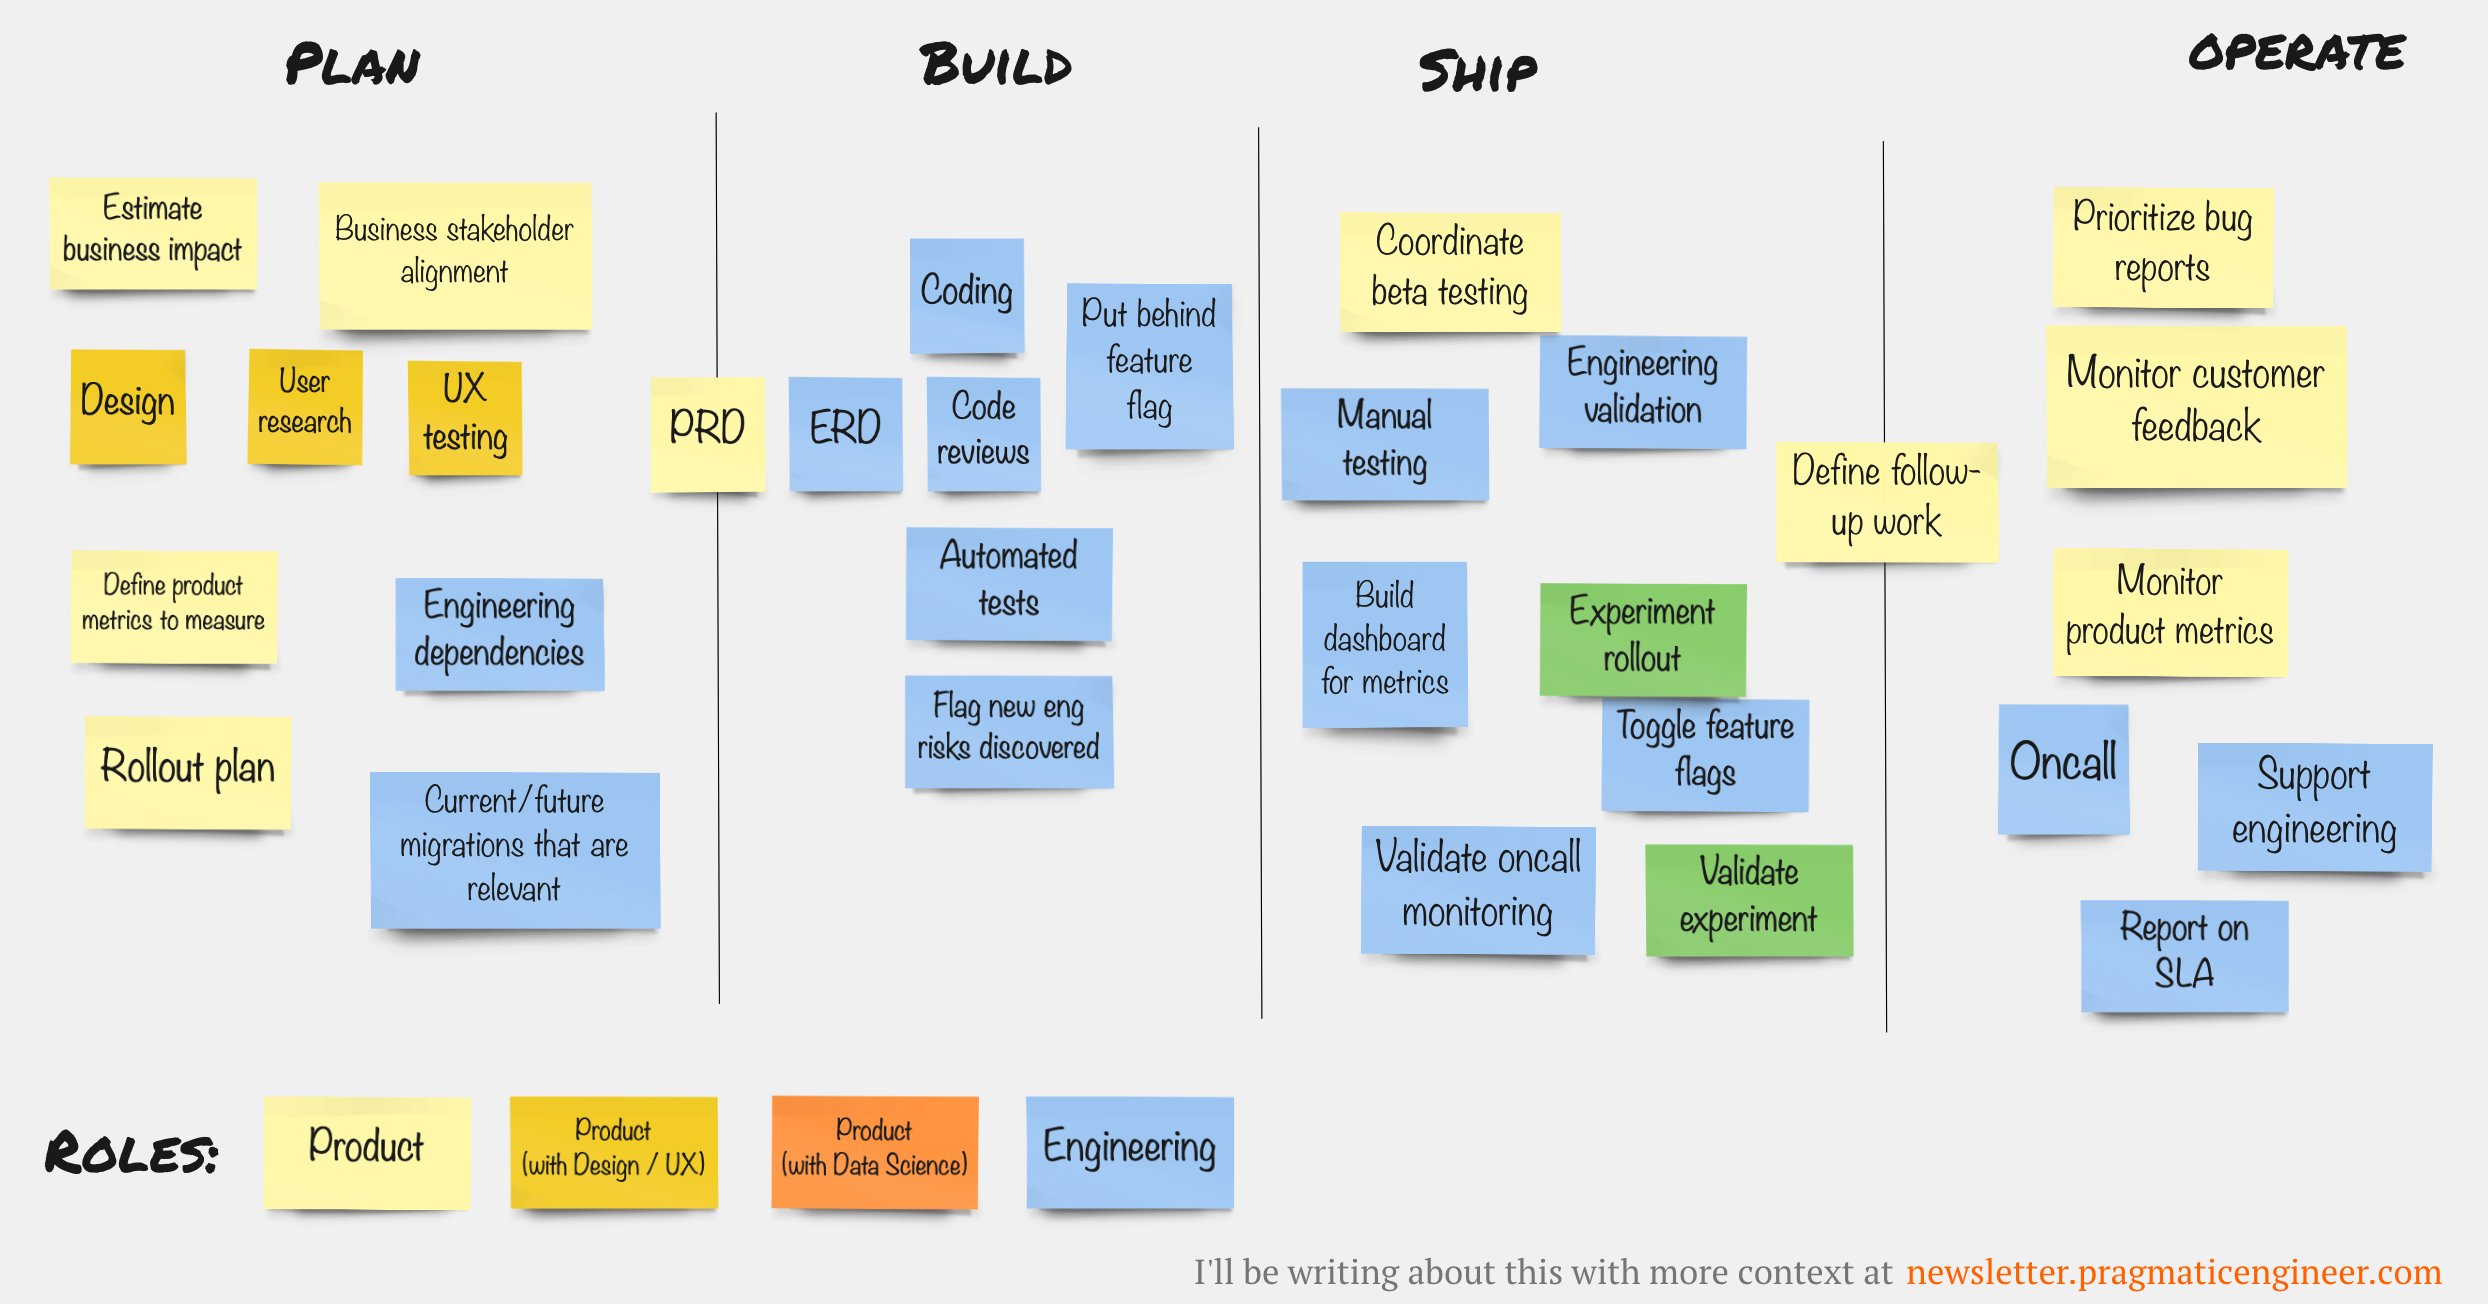 PLAN
BUILD
SHIP
OPERATE
Estimate
business impact
Business stakeholder
alignment
Design
User
research
UX
testing
Define product
metrics to measure
Engineering
dependencies
Rollout plan
Current/future
migrations that are
relevant
PRD
ERD
Coding
Code
reviews
Put behind
feature
flag
Automated
tests
Flag new eng
risks discovered
Coordinate
beta testing
Engineering
validation
Manual
testing
Build
dashboard
for metrics
Experiment
rollout
Toggle feature
flags
Validate oncall
monitoring
Validate
experiment
Define follow-
up work
Prioritize bug
reports
Monitor customer
feedback
Monitor
product metrics
Oncall
Support
engineering
Report on
SLA
ROLES:
Product
Product
(with Design / UX)
Product
(with Data Science)
Engineering
I'll be writing about this with more context at newsletter.pragmaticengineer.com